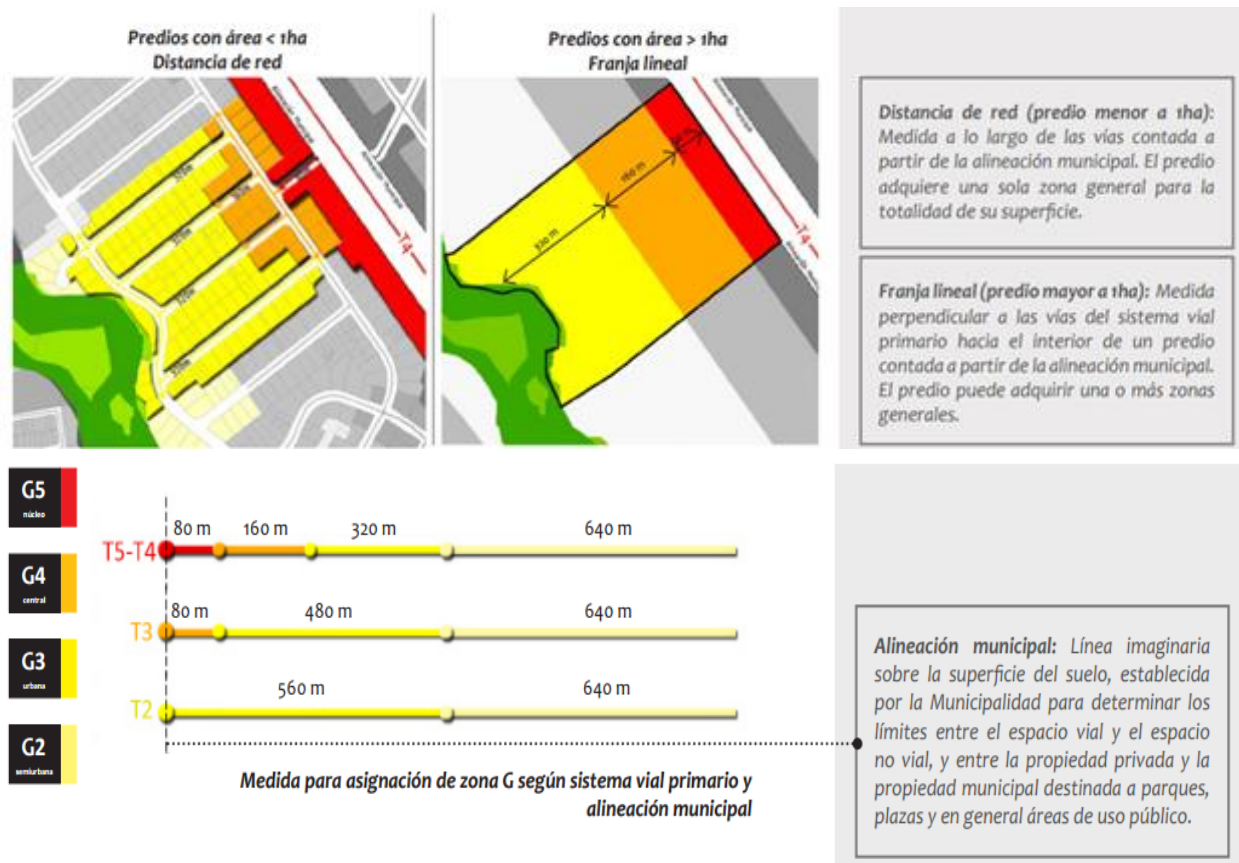 Predios con área < 1ha
Distancia de red
Predios con área > 1ha
Franja lineal
T4
320m
160 m
320 m
T4
Distancia de red (predio menor a 1ha):
Medida a lo largo de las vías contada a
partir de la alineación municipal. El predio
adquiere una sola zona general para la
totalidad de su superficie.
Franja lineal (predio mayor a 1ha): Medida
perpendicular a las vías del sistema vial
primario hacia el interior de un predio
contada a partir de la alineación municipal.
El predio puede adquirir una o más zonas
generales.
G5
núcleo
G4
central
G3
urbana
G2
semiurbana
80 m 160 m 320 m 640 m
T5-T4
80 m 480 m 640 m
T3
560 m 640 m
T2
Medida para asignación de zona G según sistema vial primario y
alineación municipal
Alineación municipal: Línea imaginaria
sobre la superficie del suelo, establecida
por la Municipalidad para determinar los
límites entre el espacio vial y el espacio
no vial, y entre la propiedad privada y la
propiedad municipal destinada a parques,
plazas y en general áreas de uso público.